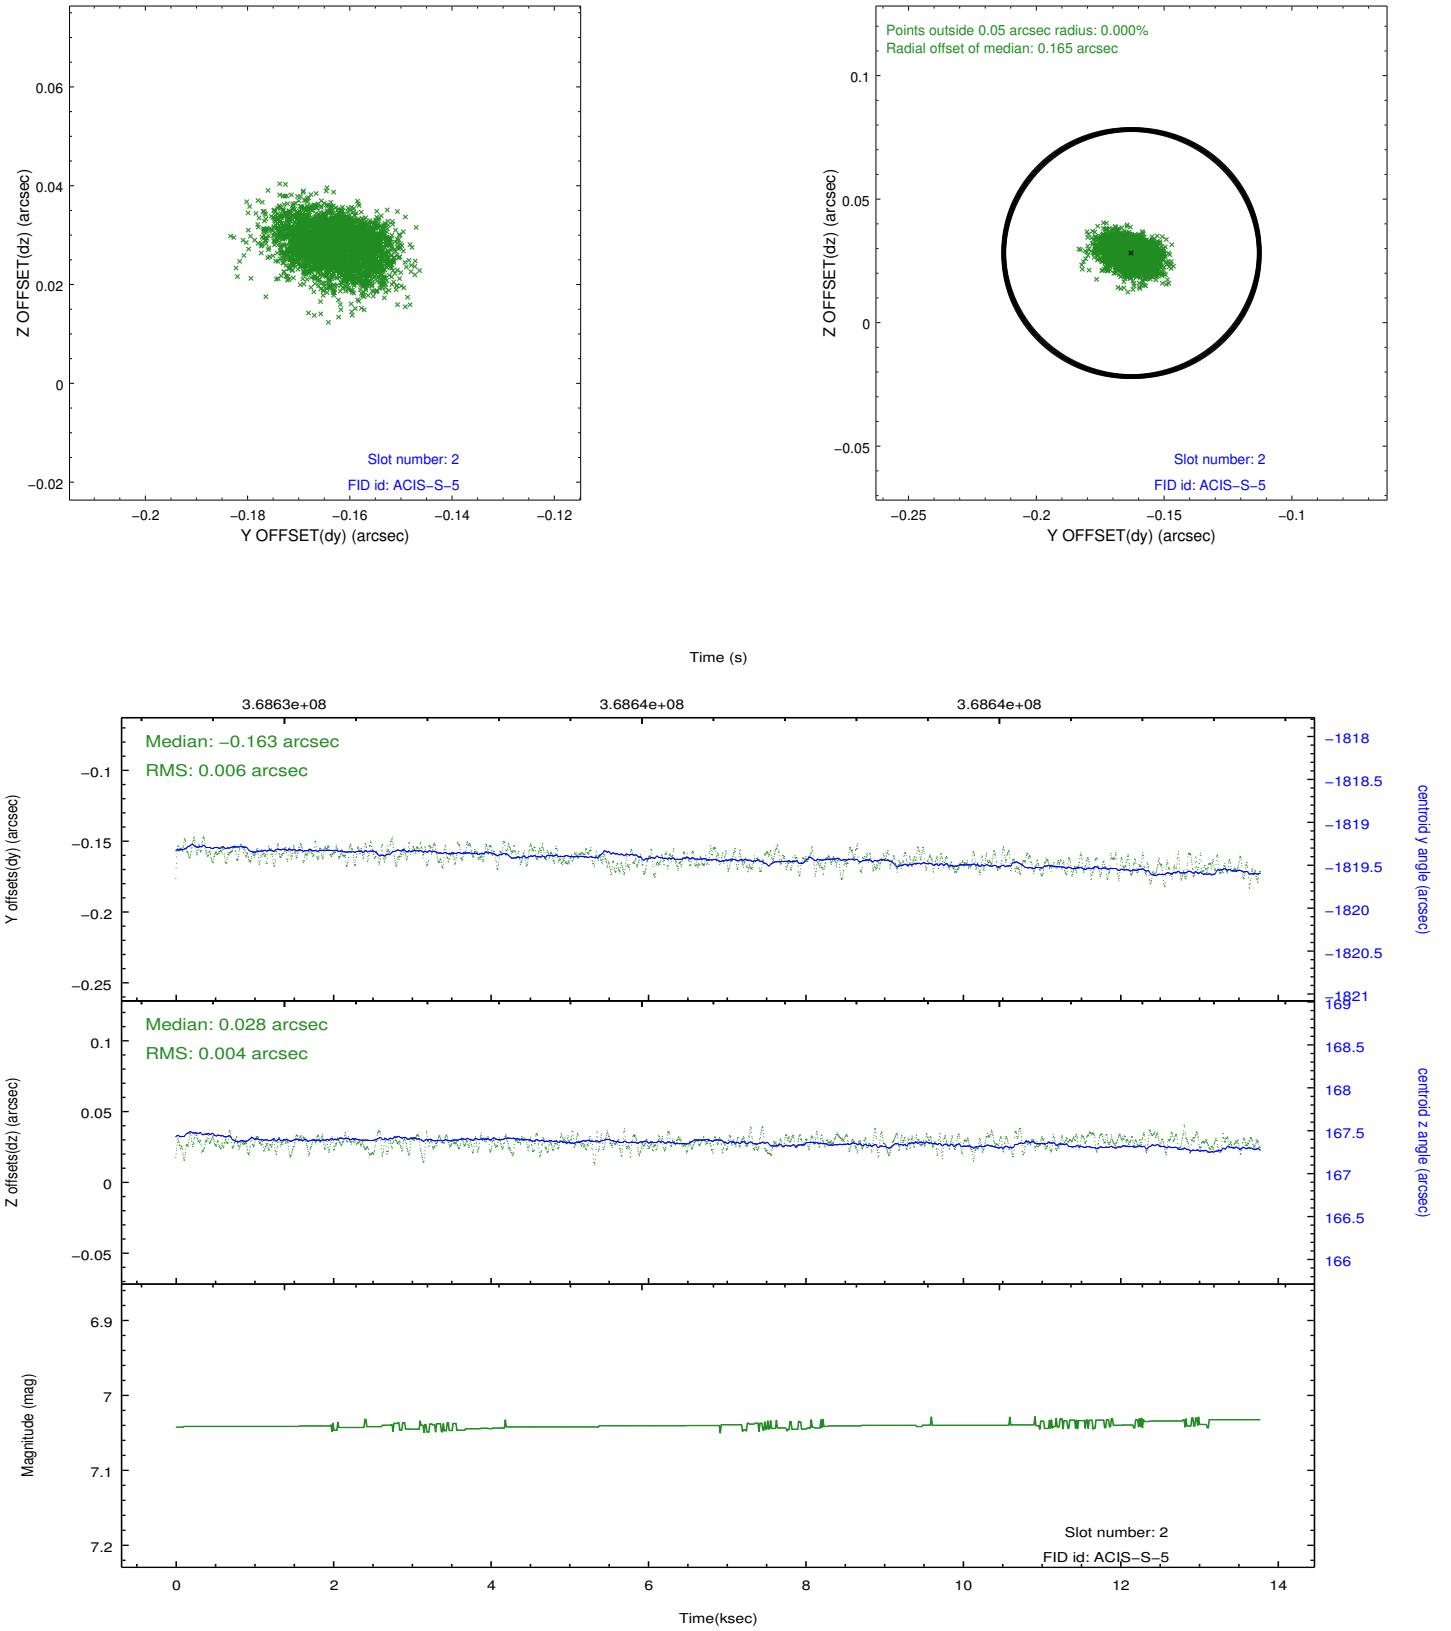 0.06
0.04
0.02
0
−0.02
Z OFFSET(dz) (arcsec)
Slot number: 2
FID id: ACIS−S−5
−0.2
−0.18
−0.16
−0.14
−0.12
Y OFFSET(dy) (arcsec)
Points outside 0.05 arcsec radius: 0.000%
Radial offset of median: 0.165 arcsec
0.1
0.05
0
−0.05
Z OFFSET(dz) (arcsec)
Slot number: 2
FID id: ACIS−S−5
−0.25
−0.2
−0.15
−0.1
Y OFFSET(dy) (arcsec)
Time (s)
3.6863e+08
3.6864e+08
3.6864e+08
Median: −0.163 arcsec
RMS: 0.006 arcsec
−0.1
−0.15
−0.2
−0.25
Y offsets(dy) (arcsec)
−1818
−1818.5
−1819
−1819.5
−1820
−1820.5
−1821
centroid y angle (arcsec)
Median: 0.028 arcsec
RMS: 0.004 arcsec
0.1
0.05
0
−0.05
Z offsets(dz) (arcsec)
169
168.5
168
167.5
167
166.5
166
centroid z angle (arcsec)
6.9
7
7.1
7.2
Magnitude (mag)
Slot number: 2
FID id: ACIS−S−5
0
2
4
6
8
10
12
14
Time(ksec)